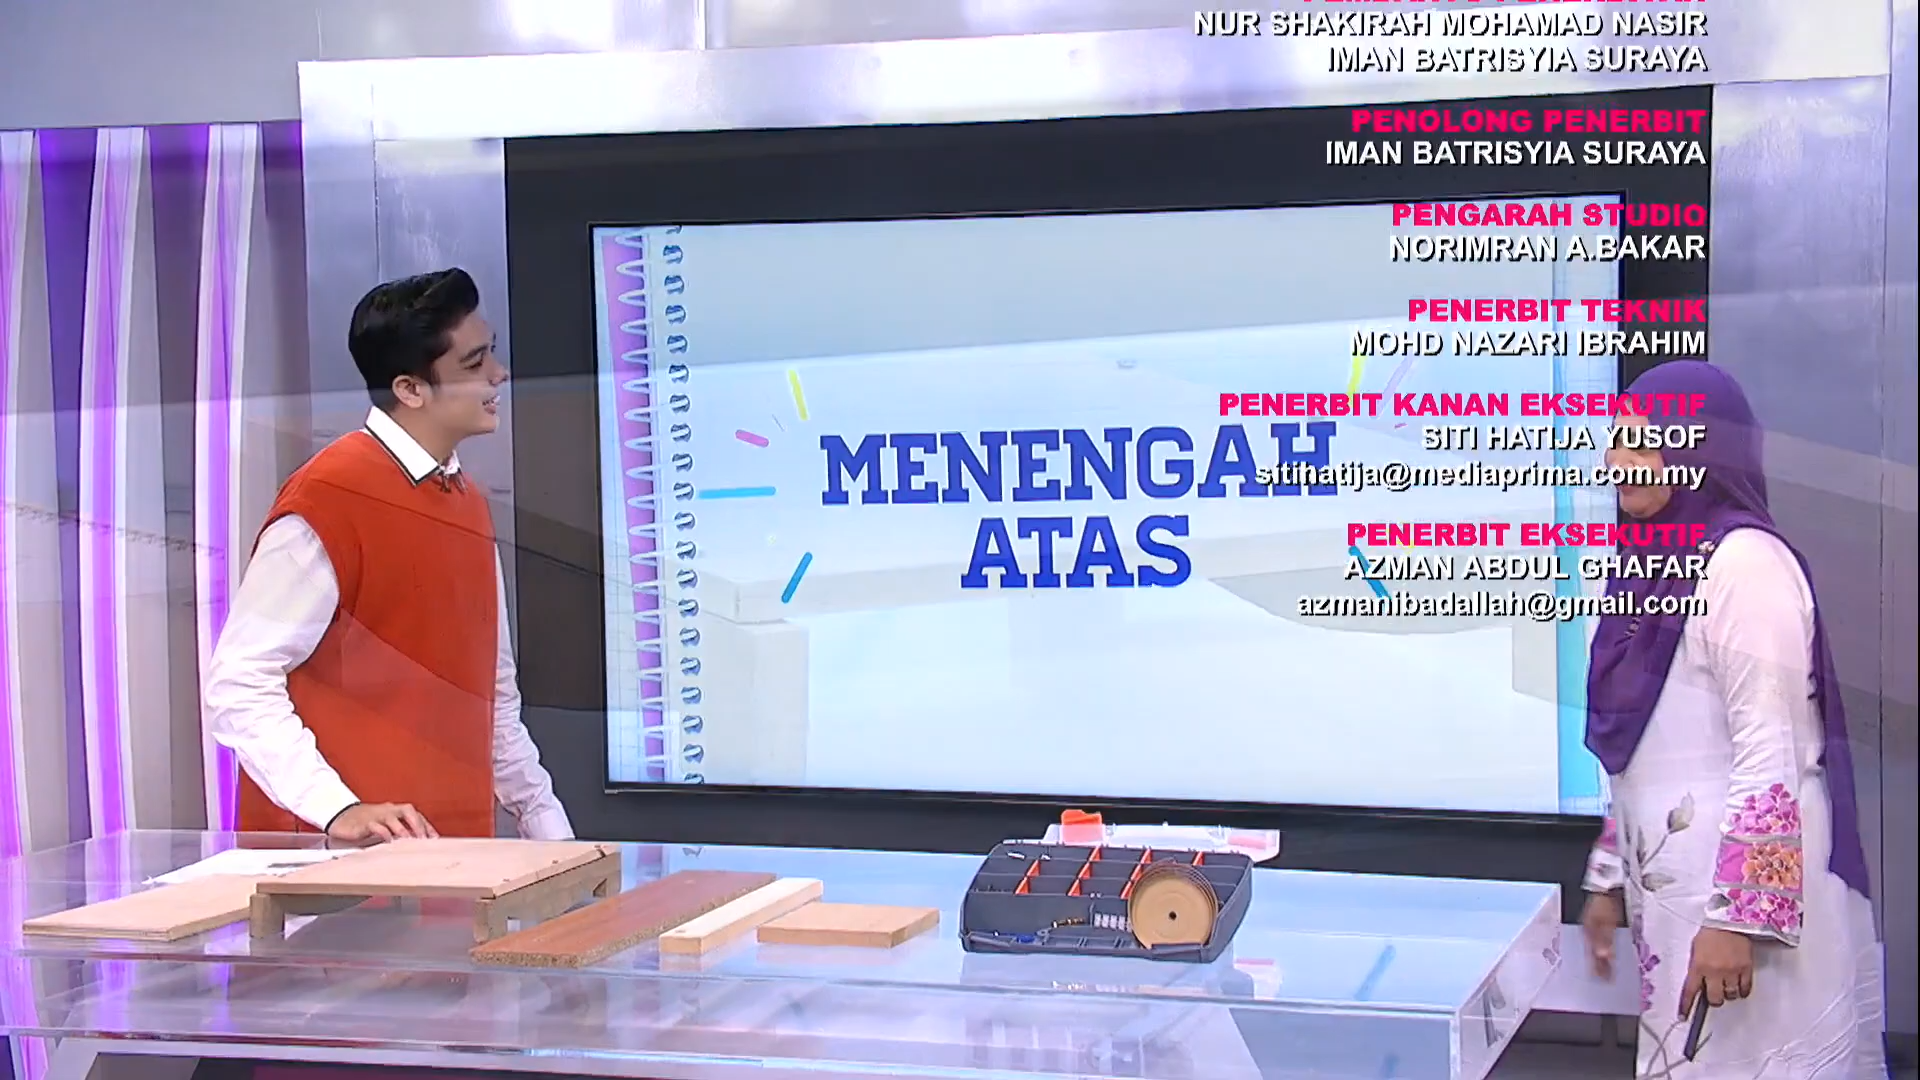 NUR SHAKIRAH MOHAMAD NASIR
IMAN BATRISYIA SURAYA
PENOLONG PENERBIT
IMAN BATRISYIA SURAYA
PENGARAH STUDIO
NORIMRAN A.BAKAR
PENERBIT TEKNIK
MOHD NAZARI IBRAHIM
PENERBIT KANAN EKSEKUTIF
SITI HATIJA YUSOF
sitihatija@mediaprima.com.my
PENERBIT EKSEKUTIF
AZMAN ABDUL GHAFAR
azmanibadallah@gmail.com
MENENGAH
ATAS